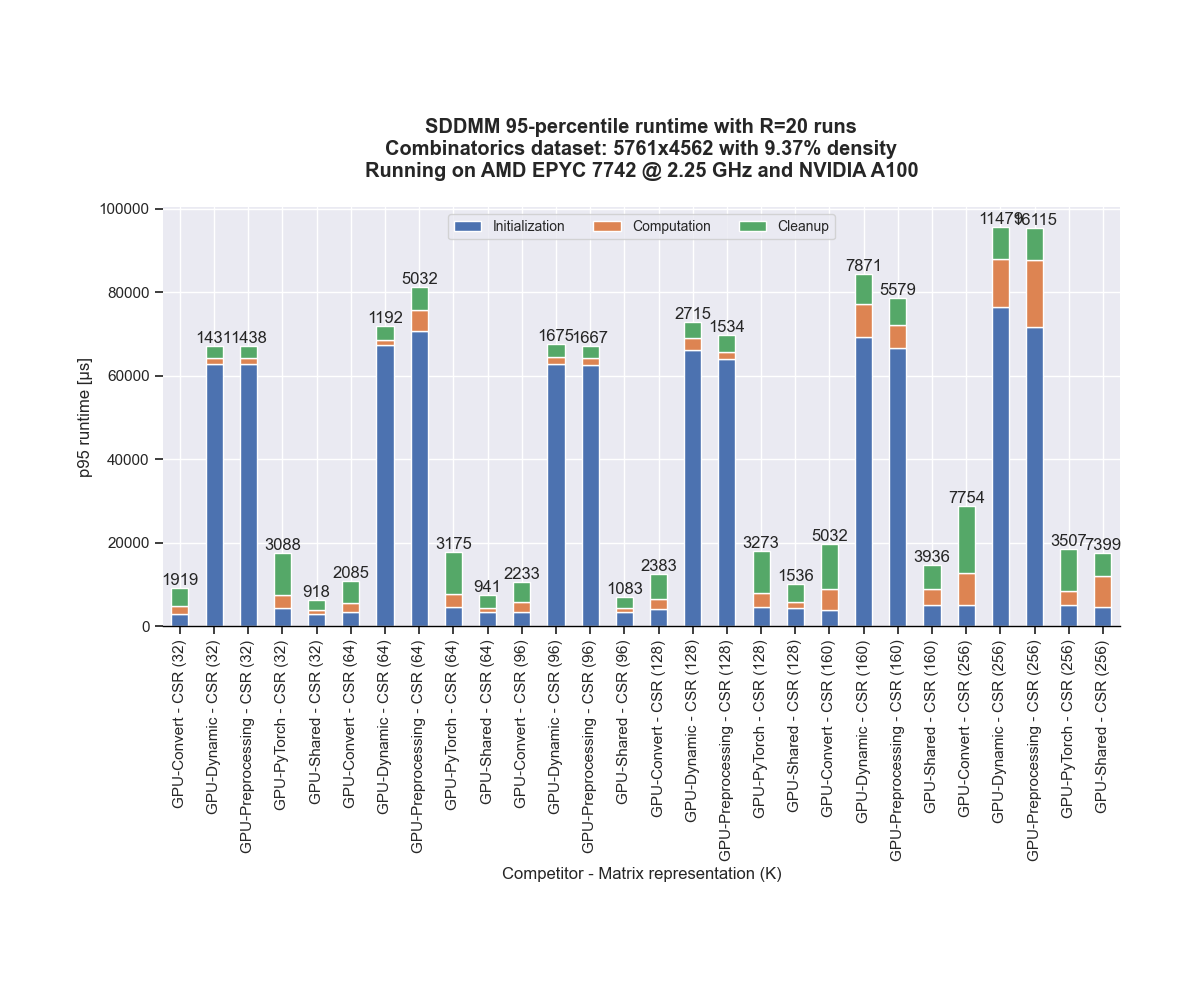 SDDMM 95-percentile runtime with R=20 runs
Combinatorics dataset: 5761x4562 with 9.37% density
Running on AMD EPYC 7742 @ 2.25 GHz and NVIDIA A100
Initialization Computation Cleanup
p95 runtime [µs]
100000
80000
60000
40000
20000
0
1919
1431
1438
3088
918
2085
1192
5032
3175
941
2233
1675
1667
1083
2383
2715
1534
3273
1536
5032
7871
5579
3936
7754
11479
16115
3507
7399
GPU-Convert - CSR (32)
GPU-Dynamic - CSR (32)
GPU-Preprocessing - CSR (32)
GPU-PyTorch - CSR (32)
GPU-Shared - CSR (32)
GPU-Convert - CSR (64)
GPU-Dynamic - CSR (64)
GPU-Preprocessing - CSR (64)
GPU-PyTorch - CSR (64)
GPU-Shared - CSR (64)
GPU-Convert - CSR (96)
GPU-Dynamic - CSR (96)
GPU-Preprocessing - CSR (96)
GPU-Shared - CSR (96)
GPU-Convert - CSR (128)
GPU-Dynamic - CSR (128)
GPU-Preprocessing - CSR (128)
GPU-PyTorch - CSR (128)
GPU-Shared - CSR (128)
GPU-Convert - CSR (160)
GPU-Dynamic - CSR (160)
GPU-Preprocessing - CSR (160)
GPU-Shared - CSR (160)
GPU-Convert - CSR (256)
GPU-Dynamic - CSR (256)
GPU-Preprocessing - CSR (256)
GPU-PyTorch - CSR (256)
GPU-Shared - CSR (256)
Competitor - Matrix representation (K)